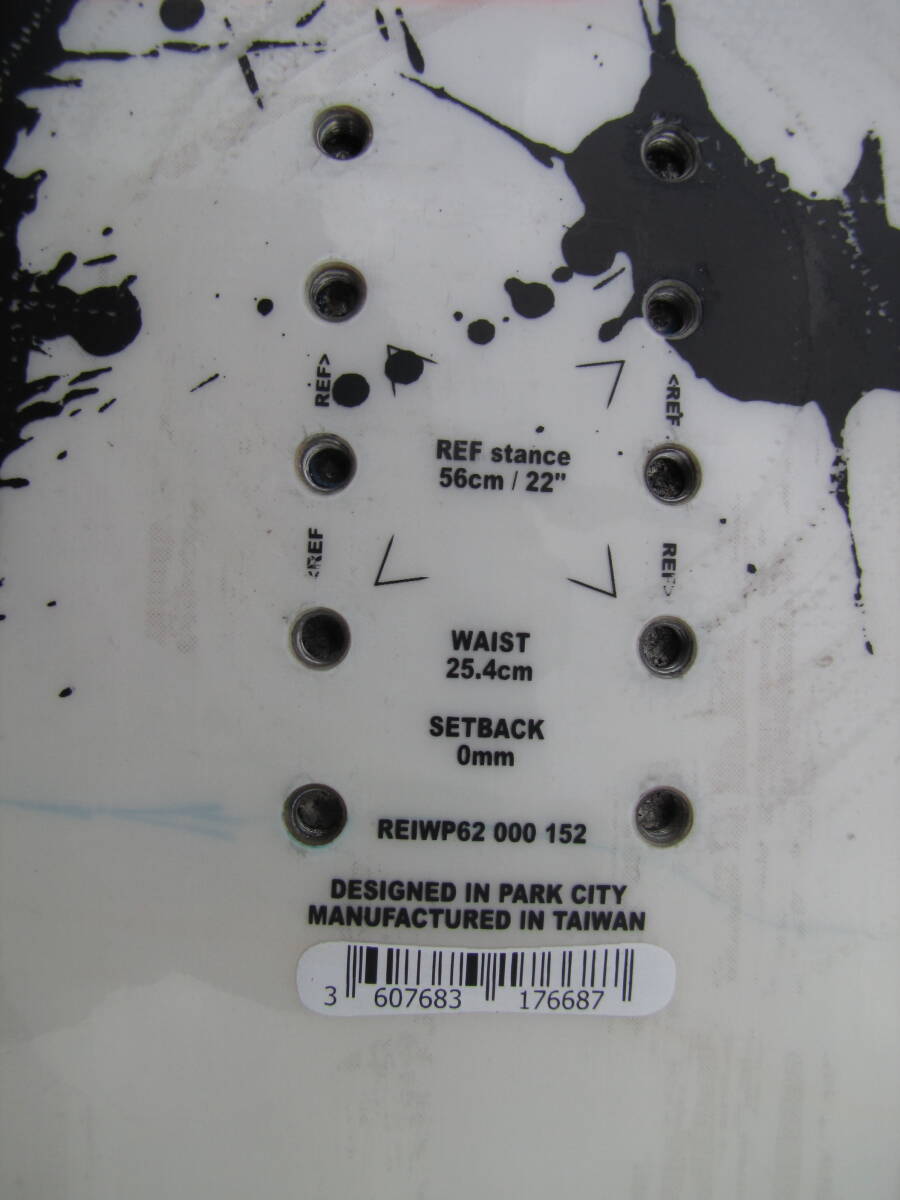 REF>
<REF
REF stance
56cm / 22"
<REF
REF>
WAIST
25.4cm
SETBACK
0mm
REIWP62 000 152
DESIGNED IN PARK CITY
MANUFACTURED IN TAIWAN
3 607683 176687